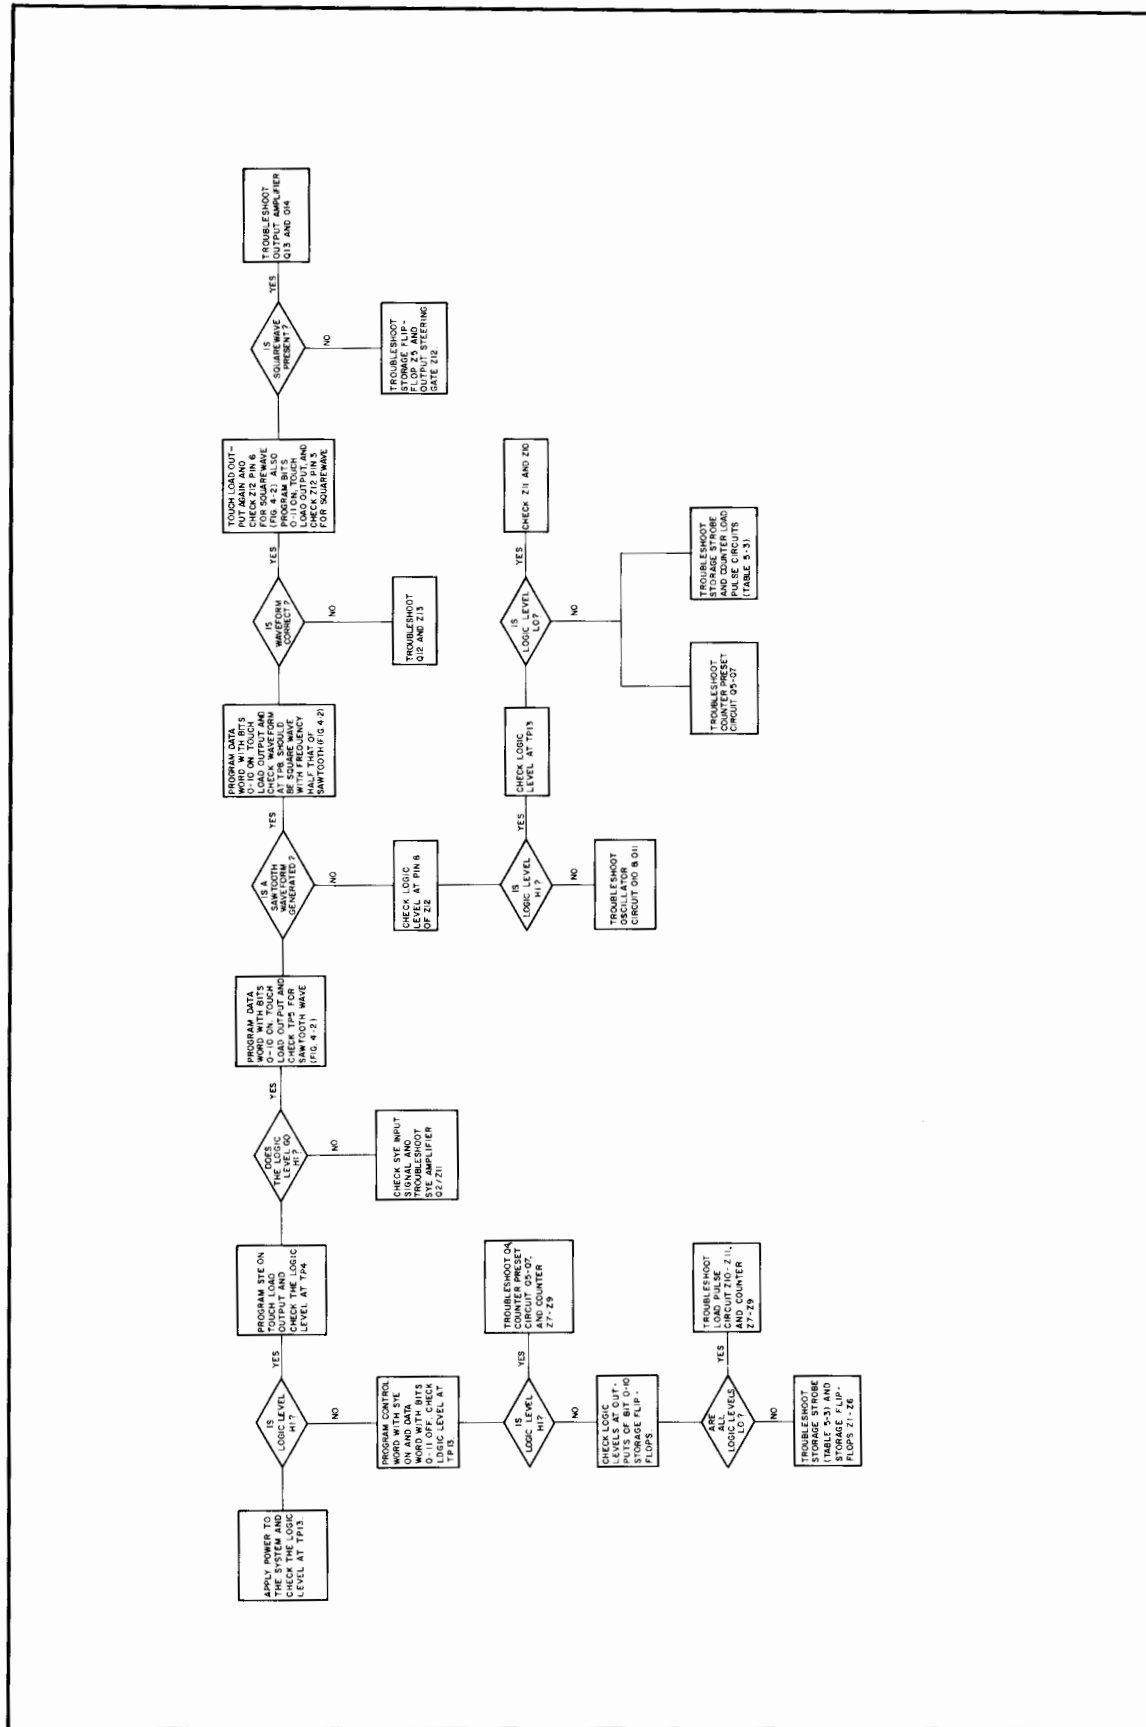 APPLY POWER TO
THE SYSTEM AND
CHECK THE LOGIC
LEVEL AT TP13.
IS
LOGIC LEVEL
HI?
YES
NO
PROGRAM CONTROL
WORD WITH SYE
ON AND DATA
WORD WITH BITS
0-11 OFF, CHECK
LOGIC LEVEL AT
TP13.
IS
LOGIC LEVEL
HI?
YES
TROUBLESHOOT Q4,
COUNTER PRESET
CIRCUIT Q5-Q7,
AND COUNTER
Z7-Z9
NO
CHECK LOGIC
LEVELS AT OUT-
PUTS OF BIT 0-10
STORAGE FLIP-
FLOPS.
ARE
ALL
LOGIC LEVELS
LO?
YES
TROUBLESHOOT
LOAD PULSE
CIRCUIT Z10-Z11,
AND COUNTER
Z7-Z9
NO
TROUBLESHOOT
STORAGE STROBE
(TABLE 5-3) AND
STORAGE FLIP-
FLOPS Z1-Z6
PROGRAM SYE ON
TOUCH LOAD
OUTPUT AND
CHECK THE LOGIC
LEVEL AT TP4
DOES
THE LOGIC
LEVEL GO
HI?
YES
NO
CHECK SYE INPUT
SIGNAL AND
TROUBLESHOOT
SYE AMPLIFIER
Q2/Z11
PROGRAM DATA
WORD WITH BITS
0-10 ON. TOUCH
LOAD OUTPUT AND
CHECK TP5 FOR
SAWTOOTH WAVE
(FIG. 4-2)
IS A
SAWTOOTH
WAVEFORM
GENERATED?
YES
NO
CHECK LOGIC
LEVEL AT PIN 8
OF Z12
IS
LOGIC LEVEL
HI?
YES
NO
TROUBLESHOOT
OSCILLATOR
CIRCUIT Q10 & Q11
CHECK LOGIC
LEVEL AT TP13
IS
LOGIC LEVEL
LO?
YES
CHECK Z11 AND Z10
NO
TROUBLESHOOT
COUNTER PRESET
CIRCUIT Q5-Q7
TROUBLESHOOT
STORAGE STROBE
AND COUNTER LOAD
PULSE CIRCUITS
(TABLE 5-3).
PROGRAM DATA
WORD WITH BITS
0-10 ON. TOUCH
LOAD OUTPUT AND
CHECK WAVEFORM
AT TP8. SHOULD
BE SQUARE WAVE
WITH FREQUENCY
HALF THAT OF
SAWTOOTH (FIG. 4-2)
IS
WAVEFORM
CORRECT?
YES
NO
TROUBLESHOOT
Q12 AND Z13
TOUCH LOAD OUT-
PUT AGAIN AND
CHECK Z12 PIN 6
FOR SQUAREWAVE
(FIG. 4-2) ALSO
PROGRAM BITS
0-11 ON, TOUCH
LOAD OUTPUT, AND
CHECK Z12 PIN 3
FOR SQUAREWAVE
IS
SQUAREWAVE
PRESENT?
YES
NO
TROUBLESHOOT
STORAGE FLIP-
FLOP Z5 AND
OUTPUT STEERING
GATE Z12.
TROUBLESHOOT
OUTPUT AMPLIFIER
Q13 AND Q14